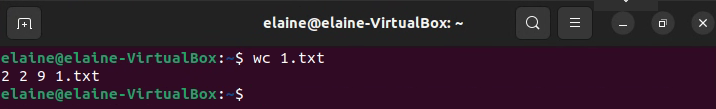 elaine@elaine-VirtualBox: ~
elaine@elaine-VirtualBox:~$ wc 1.txt
2 2 9 1.txt
elaine@elaine-VirtualBox:~$